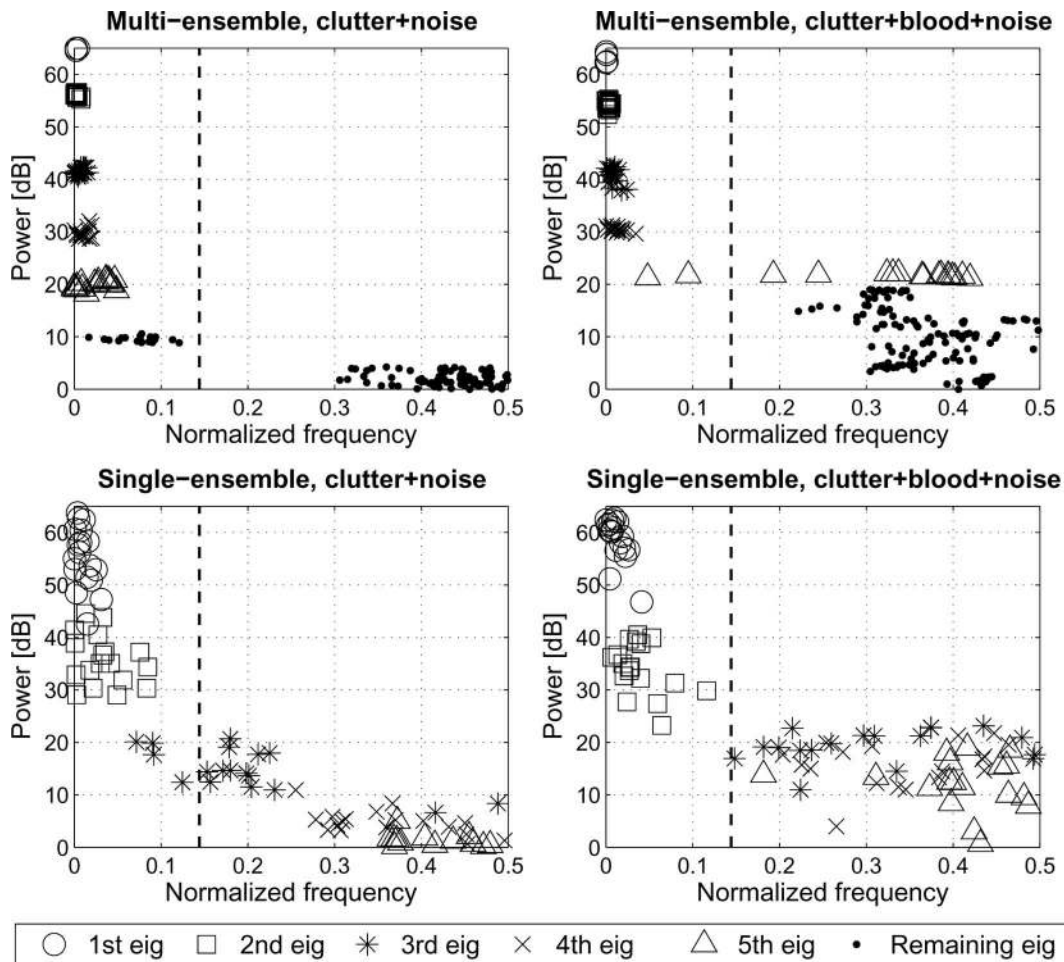 Multi−ensemble, clutter+noise
Multi−ensemble, clutter+blood+noise
60
50
40
30
20
10
0
Power [dB]
0 0.1 0.2 0.3 0.4 0.5
Normalized frequency
60
50
40
30
20
10
0
Power [dB]
0 0.1 0.2 0.3 0.4 0.5
Normalized frequency
Single−ensemble, clutter+noise
Single−ensemble, clutter+blood+noise
60
50
40
30
20
10
0
Power [dB]
0 0.1 0.2 0.3 0.4 0.5
Normalized frequency
60
50
40
30
20
10
0
Power [dB]
0 0.1 0.2 0.3 0.4 0.5
Normalized frequency
1st eig 2nd eig 3rd eig 4th eig 5th eig Remaining eig